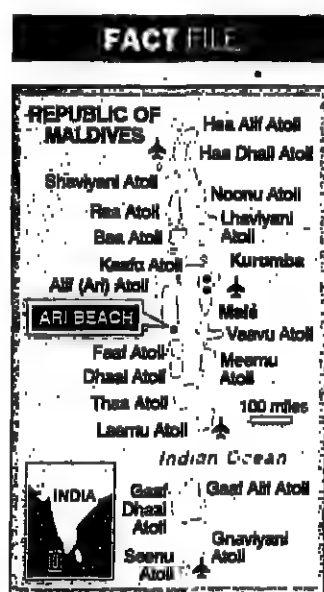 FACT FILE
REPUBLIC OF
MALDIVES
Haa Alif Atoll
Haa Dhall Atoll
Shaviyani Atoll
Noonu Atoll
Raa Atoll
Lhaviyani
Atoll
Baa Atoll
Kaafu Atoll
Kurumba
Alif (Ari) Atoll
ARI BEACH
Malé
Vaavu Atoll
Faaf Atoll
Meemu
Atoll
Dhaal Atoll
Thaa Atoll
100 miles
Laamu Atoll
Indian Ocean
INDIA
Gaaf
Dhaal
Atoll
Gaaf Alif Atoll
Gnaviyani
Atoll
Seenu
Atoll